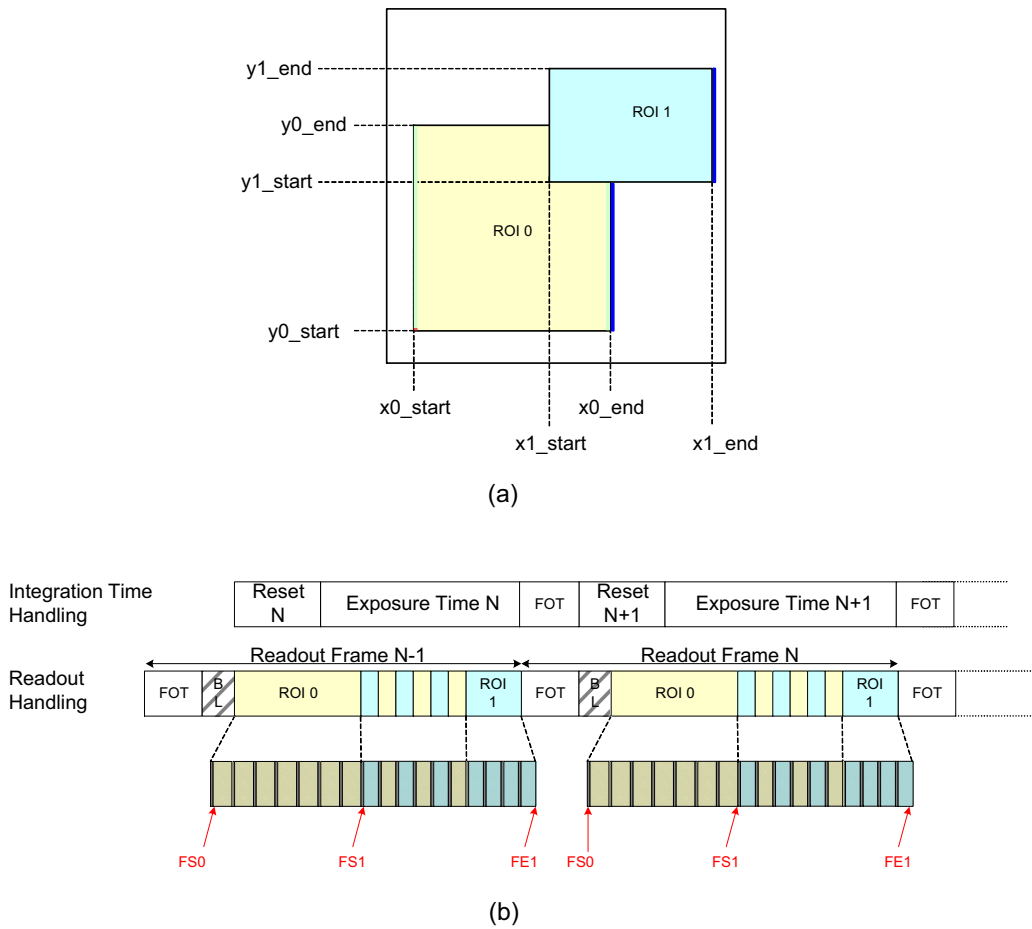 y1_end
ROI 1
y0_end
y1_start
ROI 0
y0_start
x0_start
x0_end
x1_start
x1_end
(a)
Integration Time
Handling
Reset
N
Exposure Time N
FOT
Reset
N+1
Exposure Time N+1
FOT
Readout Frame N-1
Readout Frame N
Readout
Handling
FOT
B
L
ROI 0
ROI
1
FOT
B
L
ROI 0
ROI
1
FOT
FS0
FS1
FE1
FS0
FS1
FE1
(b)